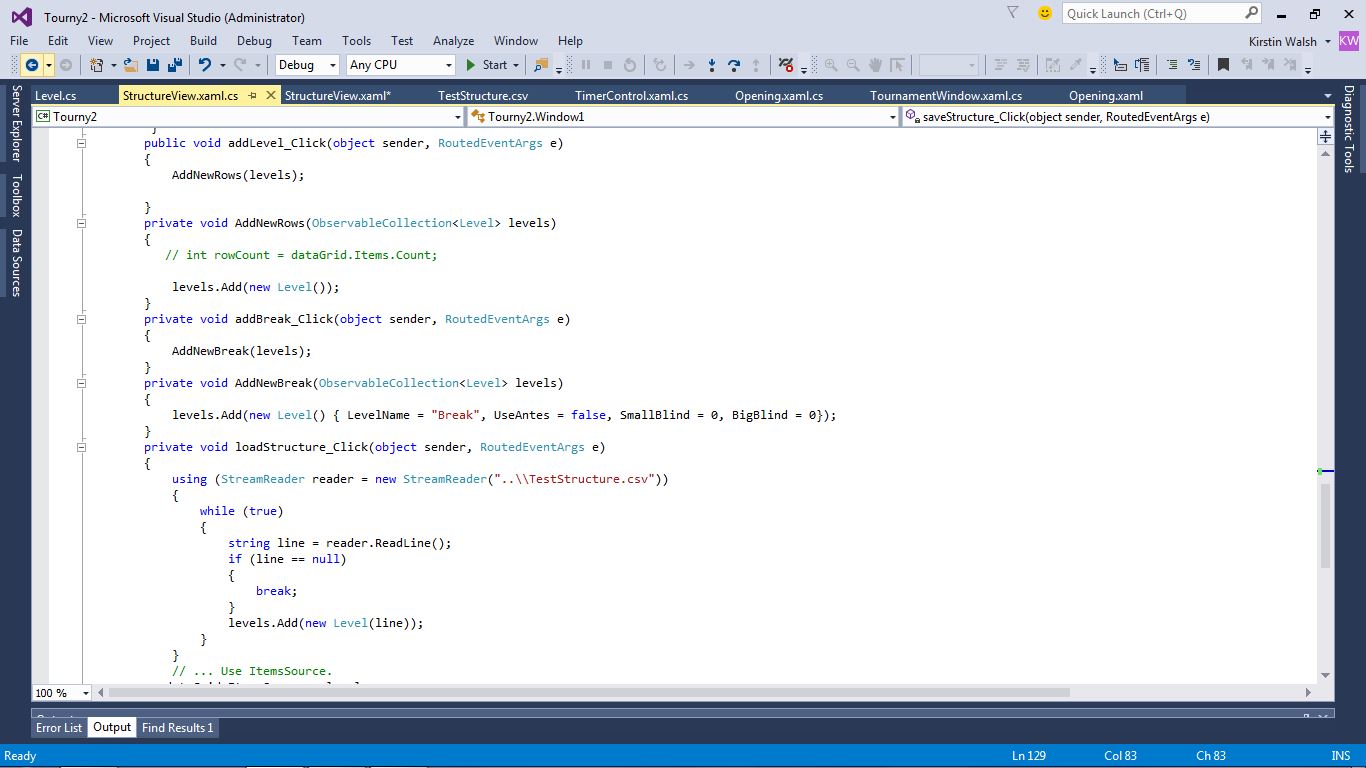 Tourny2 - Microsoft Visual Studio (Administrator)
Quick Launch (Ctrl+Q)
File Edit View Project Build Debug Team Tools Test Analyze Window Help
Kirstin Walsh KW
Debug Any CPU Start
Level.cs StructureView.xaml.cs StructureView.xaml* TestStructure.csv TimerControl.xaml.cs Opening.xaml.cs TournamentWindow.xaml.cs Opening.xaml
C# Tourny2 Tourny2.Window1 saveStructure_Click(object sender, RoutedEventArgs e)
Server Explorer
Toolbox
Data Sources
Diagnostic Tools
}
public void addLevel_Click(object sender, RoutedEventArgs e)
{
AddNewRows(levels);
}
private void AddNewRows(ObservableCollection<Level> levels)
{
// int rowCount = dataGrid.Items.Count;
levels.Add(new Level());
}
private void addBreak_Click(object sender, RoutedEventArgs e)
{
AddNewBreak(levels);
}
private void AddNewBreak(ObservableCollection<Level> levels)
{
levels.Add(new Level() { LevelName = "Break", UseAntes = false, SmallBlind = 0, BigBlind = 0});
}
private void loadStructure_Click(object sender, RoutedEventArgs e)
{
using (StreamReader reader = new StreamReader("..\\TestStructure.csv"))
{
while (true)
{
string line = reader.ReadLine();
if (line == null)
{
break;
}
levels.Add(new Level(line));
}
}
// ... Use ItemsSource.
100 %
Error List Output Find Results 1
Ready Ln 129 Col 83 Ch 83 INS